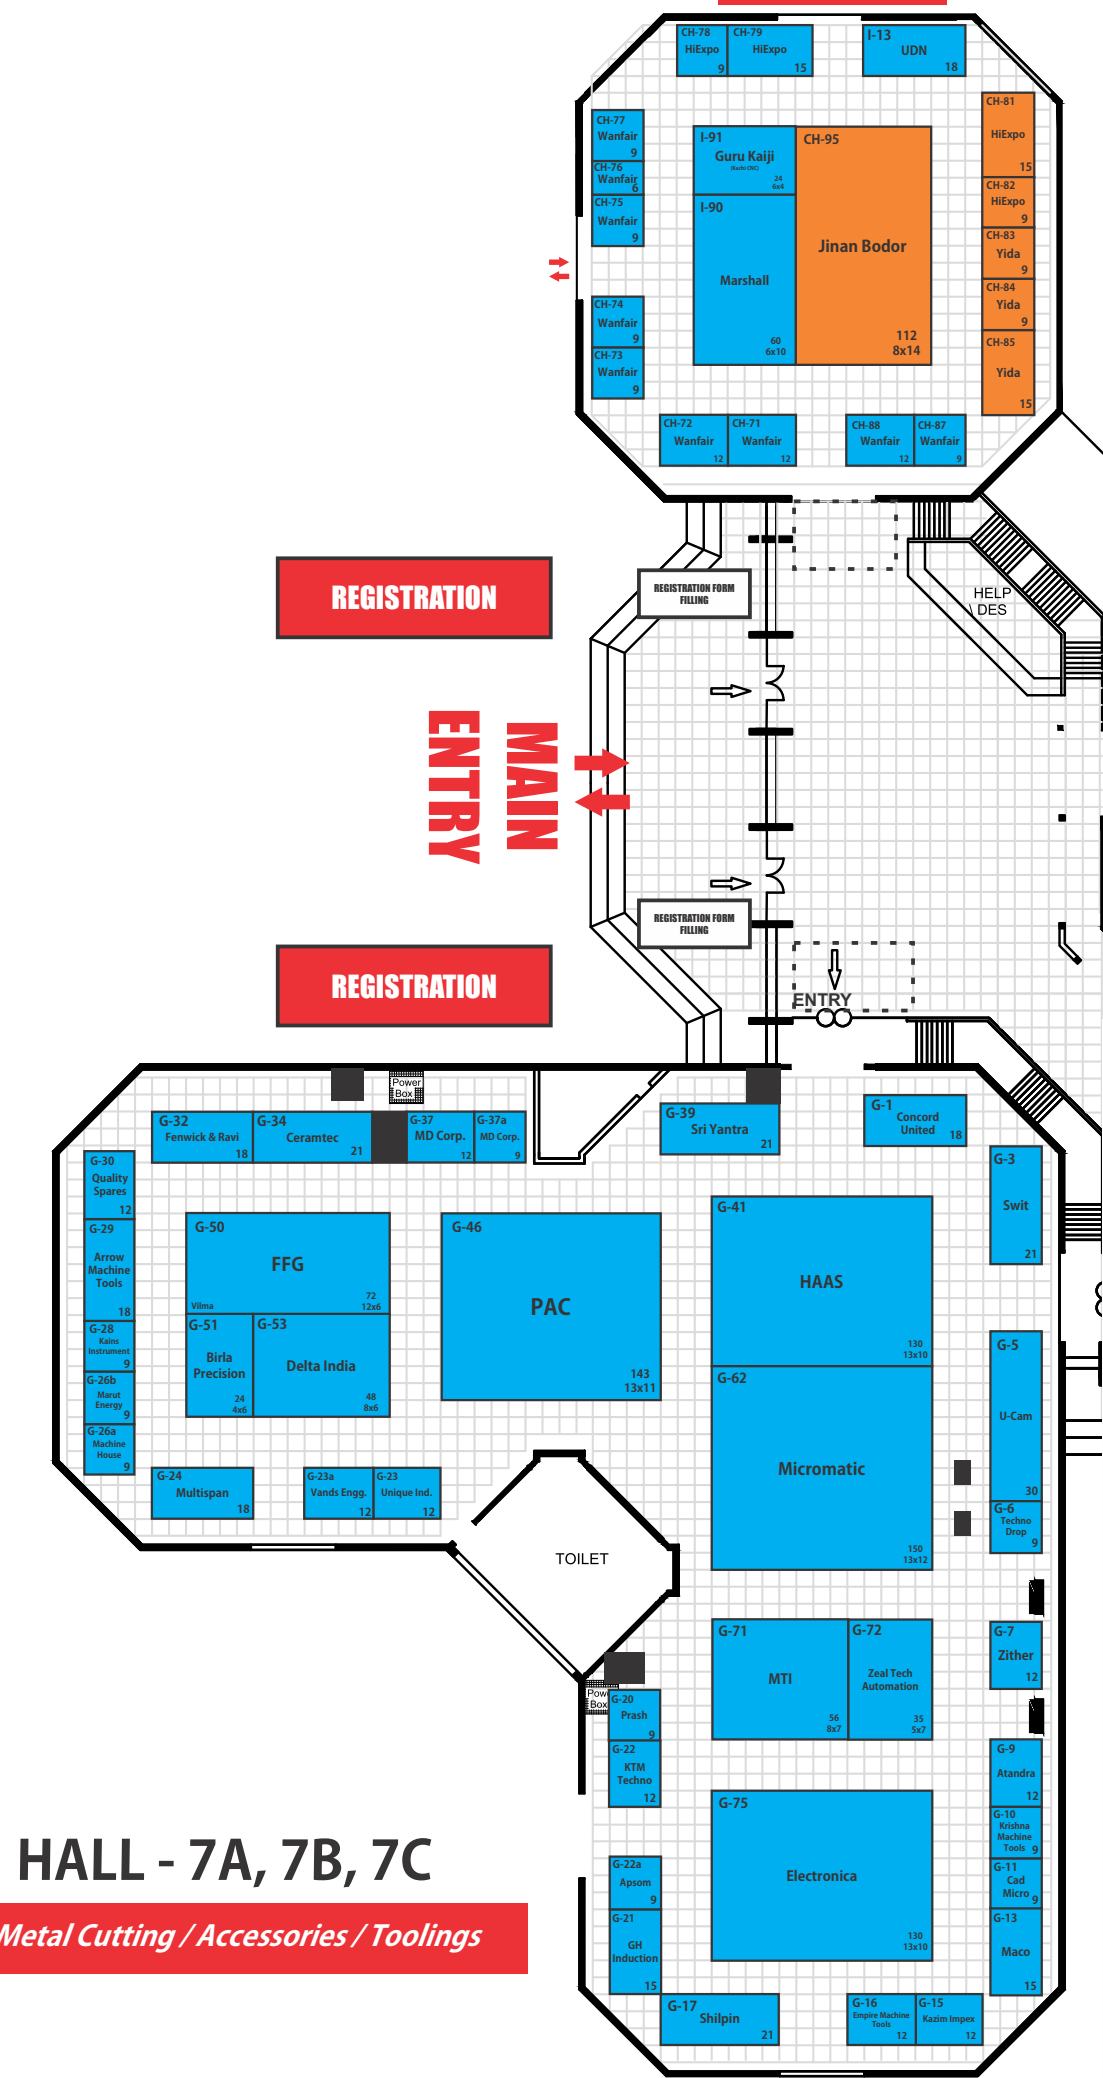 CH-78
HiExpo
9
CH-79
HiExpo
15
I-13
UDN
18
CH-77
Wanfair
9
CH-76
Wanfair
6
CH-75
Wanfair
9
CH-74
Wanfair
9
CH-73
Wanfair
9
I-91
Guru Kaiji
24
6x4
I-90
Marshall
60
6x10
CH-95
Jinan Bodor
112
8x14
CH-81
HiExpo
15
CH-82
HiExpo
9
CH-83
Yida
9
CH-84
Yida
9
CH-85
Yida
15
CH-72
Wanfair
12
CH-71
Wanfair
12
CH-88
Wanfair
12
CH-87
Wanfair
9
REGISTRATION
REGISTRATION FORM
FILLING
HELP
DES
MAIN
ENTRY
REGISTRATION FORM
FILLING
REGISTRATION
ENTRY
Power
Box
G-32
Fenwick & Ravi
18
G-34
Ceramtec
21
G-37
MD Corp.
12
G-37a
MD Corp.
9
G-39
Sri Yantra
21
G-1
Concord
United
18
G-30
Quality
Spares
12
G-29
Arrow
Machine
Tools
18
G-28
Kains
Instrument
9
G-26b
Marut
Energy
9
G-26a
Machine
House
9
G-50
FFG
Vilma
72
12x6
G-51
Birla
Precision
24
4x6
G-53
Delta India
48
8x6
G-46
PAC
143
13x11
G-41
HAAS
130
13x10
G-62
Micromatic
150
13x12
G-3
Swit
21
G-5
U-Cam
30
G-6
Techno
Drop
9
G-24
Multispan
18
G-23a
Vands Engg.
12
G-23
Unique Ind.
12
TOILET
G-71
MTI
56
8x7
G-72
Zeal Tech
Automation
35
5x7
G-7
Zither
12
Pow
Box
G-20
Prash
9
G-22
KTM
Techno
12
G-9
Atandra
12
G-10
Krishna
Machine
Tools 9
G-11
Cad
Micro 9
G-13
Maco
15
G-75
Electronica
130
13x10
G-22a
Apsom
9
G-21
GH
Induction
15
G-17
Shilpin
21
G-16
Empire Machine
Tools
12
G-15
Kazim Impex
12
HALL - 7A, 7B, 7C
Metal Cutting / Accessories / Toolings